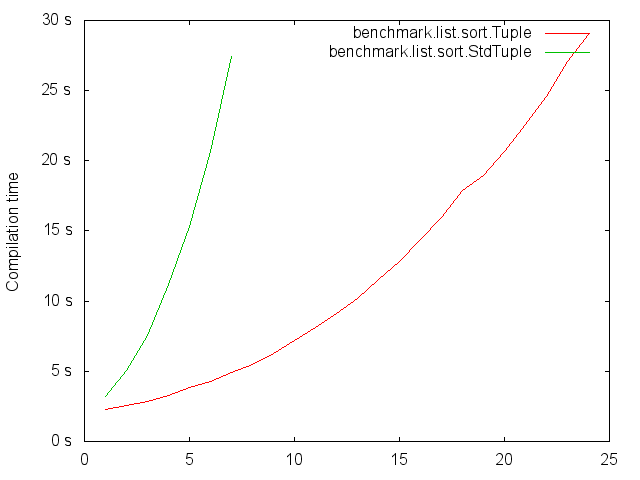 30 s
25 s
20 s
15 s
10 s
5 s
0 s
Compilation time
benchmark.list.sort.Tuple
benchmark.list.sort.StdTuple
0
5
10
15
20
25